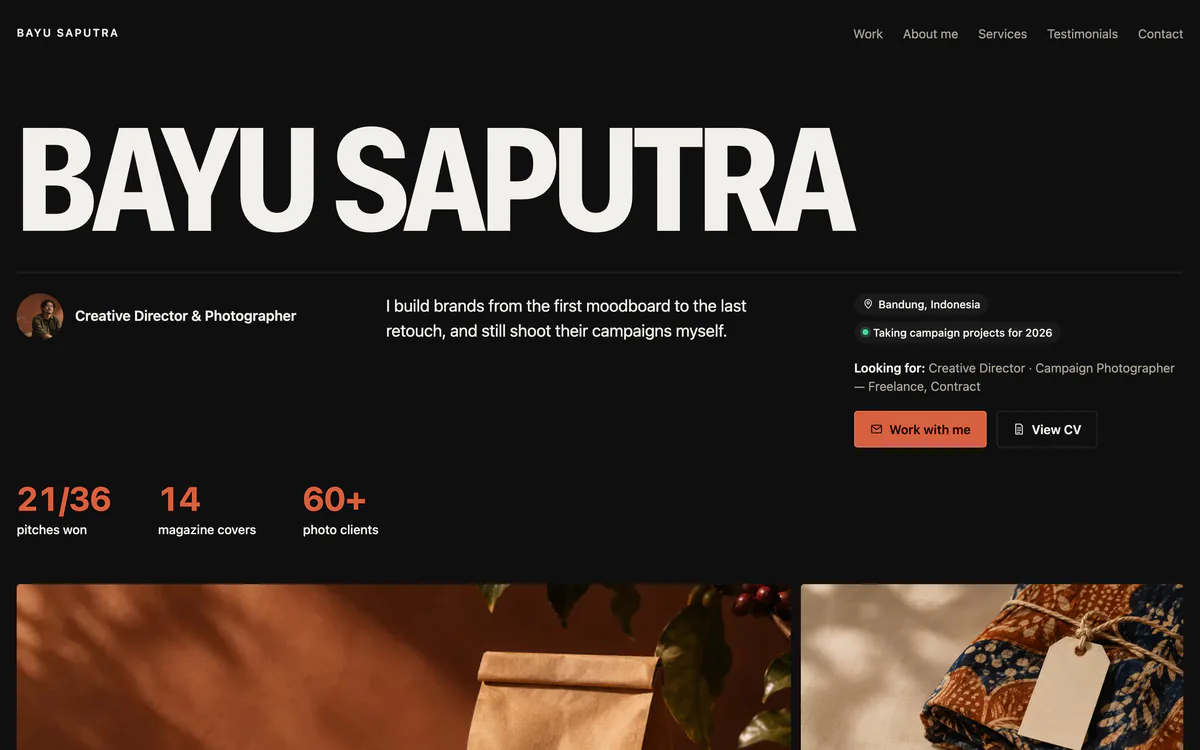 BAYU SAPUTRA
Work
About me
Services
Testimonials
Contact
BAYU SAPUTRA
Creative Director & Photographer
I build brands from the first moodboard to the last
retouch, and still shoot their campaigns myself.
Bandung, Indonesia
Taking campaign projects for 2026
Looking for: Creative Director · Campaign Photographer
— Freelance, Contract
Work with me
View CV
21/36
pitches won
14
magazine covers
60+
photo clients